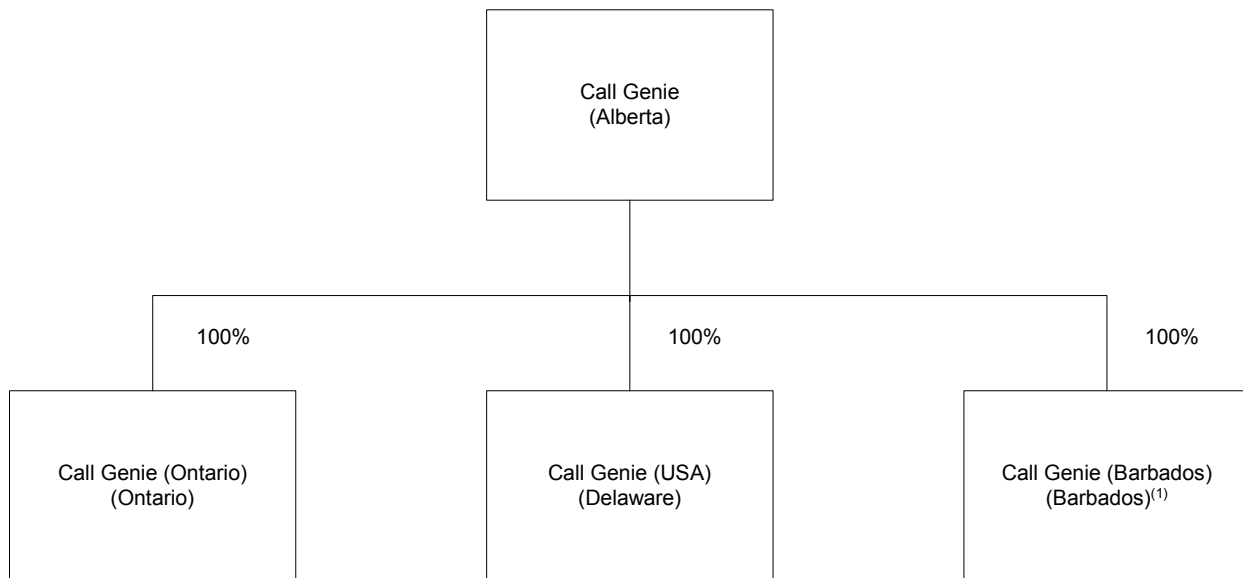 Call Genie
(Alberta)
100%
100%
100%
Call Genie (Ontario)
(Ontario)
Call Genie (USA)
(Delaware)
Call Genie (Barbados)
(Barbados)(1)